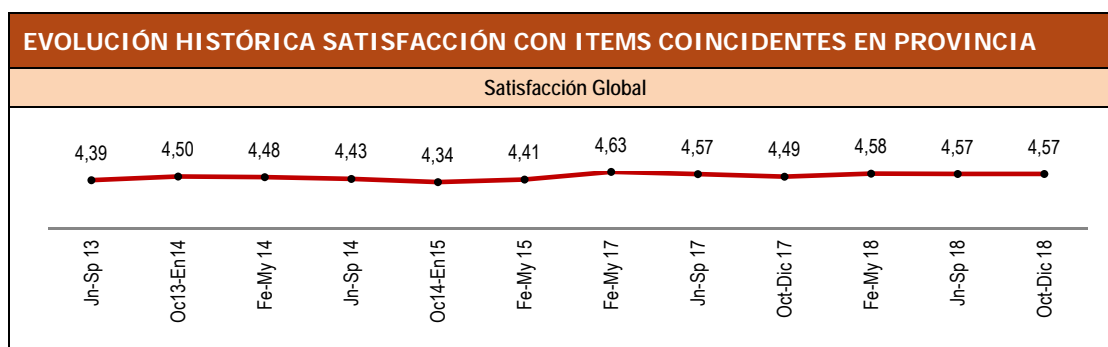 EVOLUCIÓN HISTÓRICA SATISFACCIÓN CON ITEMS COINCIDENTES EN PROVINCIA
Satisfacción Global
4,39 4,50 4,48 4,43 4,34 4,41 4,63 4,57 4,49 4,58 4,57 4,57
Jn-Sp 13
Oc13-En14
Fe-My 14
Jn-Sp 14
Oc14-En15
Fe-My 15
Fe-My 17
Jn-Sp 17
Oct-Dic 17
Fe-My 18
Jn-Sp 18
Oct-Dic 18